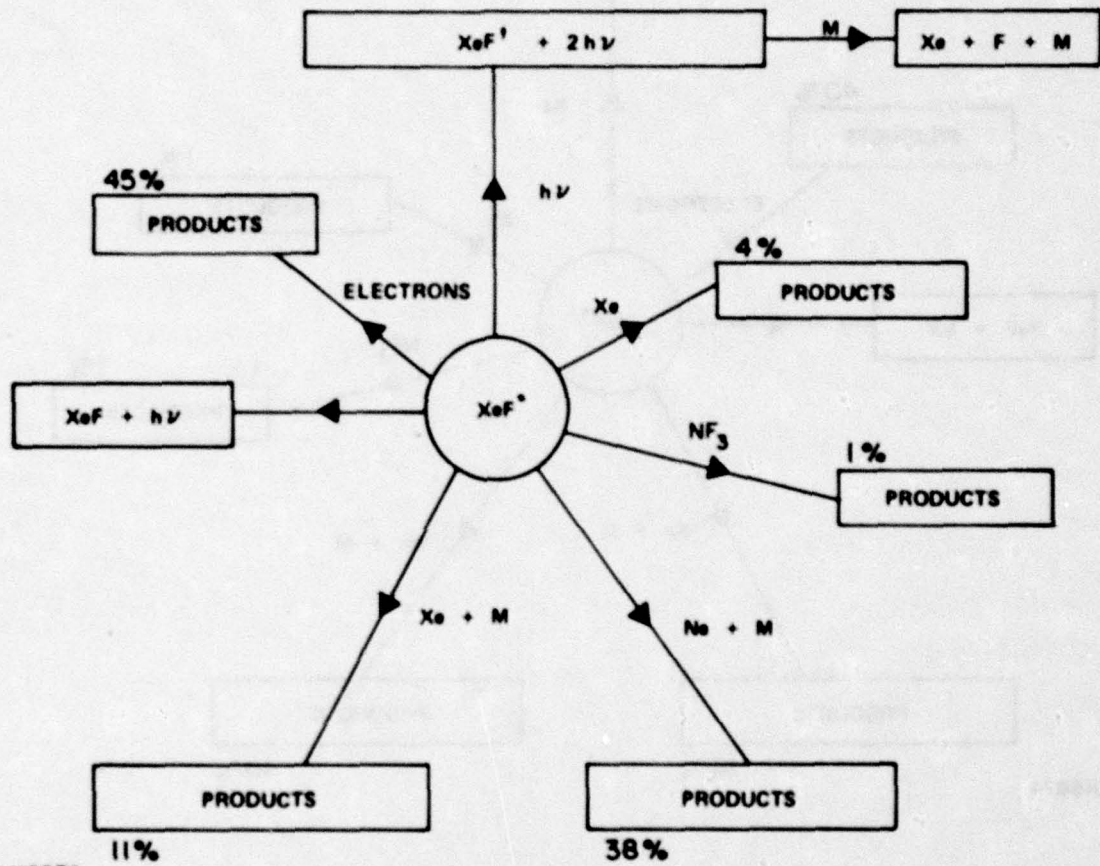 XeF† + 2hν
M
Xe + F + M
45%
PRODUCTS
hν
4%
PRODUCTS
ELECTRONS
Xe
XeF + hν
XeF*
NF₃
1%
PRODUCTS
Xe + M
Ne + M
PRODUCTS
PRODUCTS
11%
38%